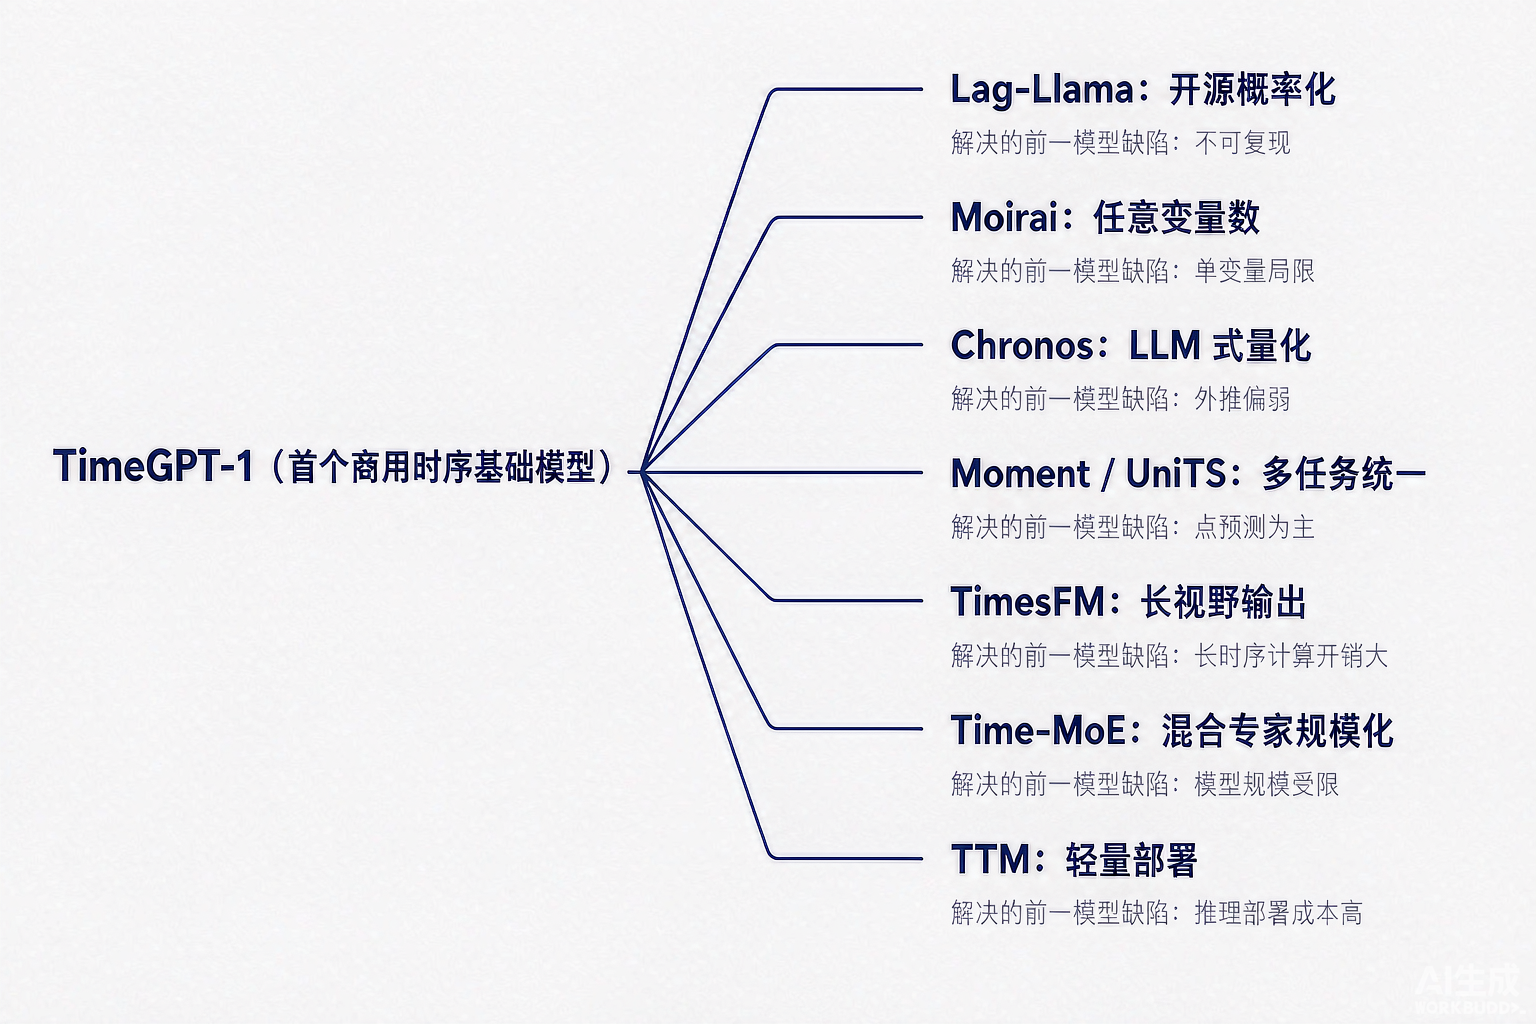 TimeGPT-1（首个商用时序基础模型）
Lag-Llama：开源概率化
解决的前一模型缺陷：不可复现
Moirai：任意变量数
解决的前一模型缺陷：单变量局限
Chronos：LLM 式量化
解决的前一模型缺陷：外推偏弱
Moment / UniTS：多任务统一
解决的前一模型缺陷：点预测为主
TimesFM：长视野输出
解决的前一模型缺陷：长时序计算开销大
Time-MoE：混合专家规模化
解决的前一模型缺陷：模型规模受限
TTM：轻量部署
解决的前一模型缺陷：推理部署成本高
AI生成